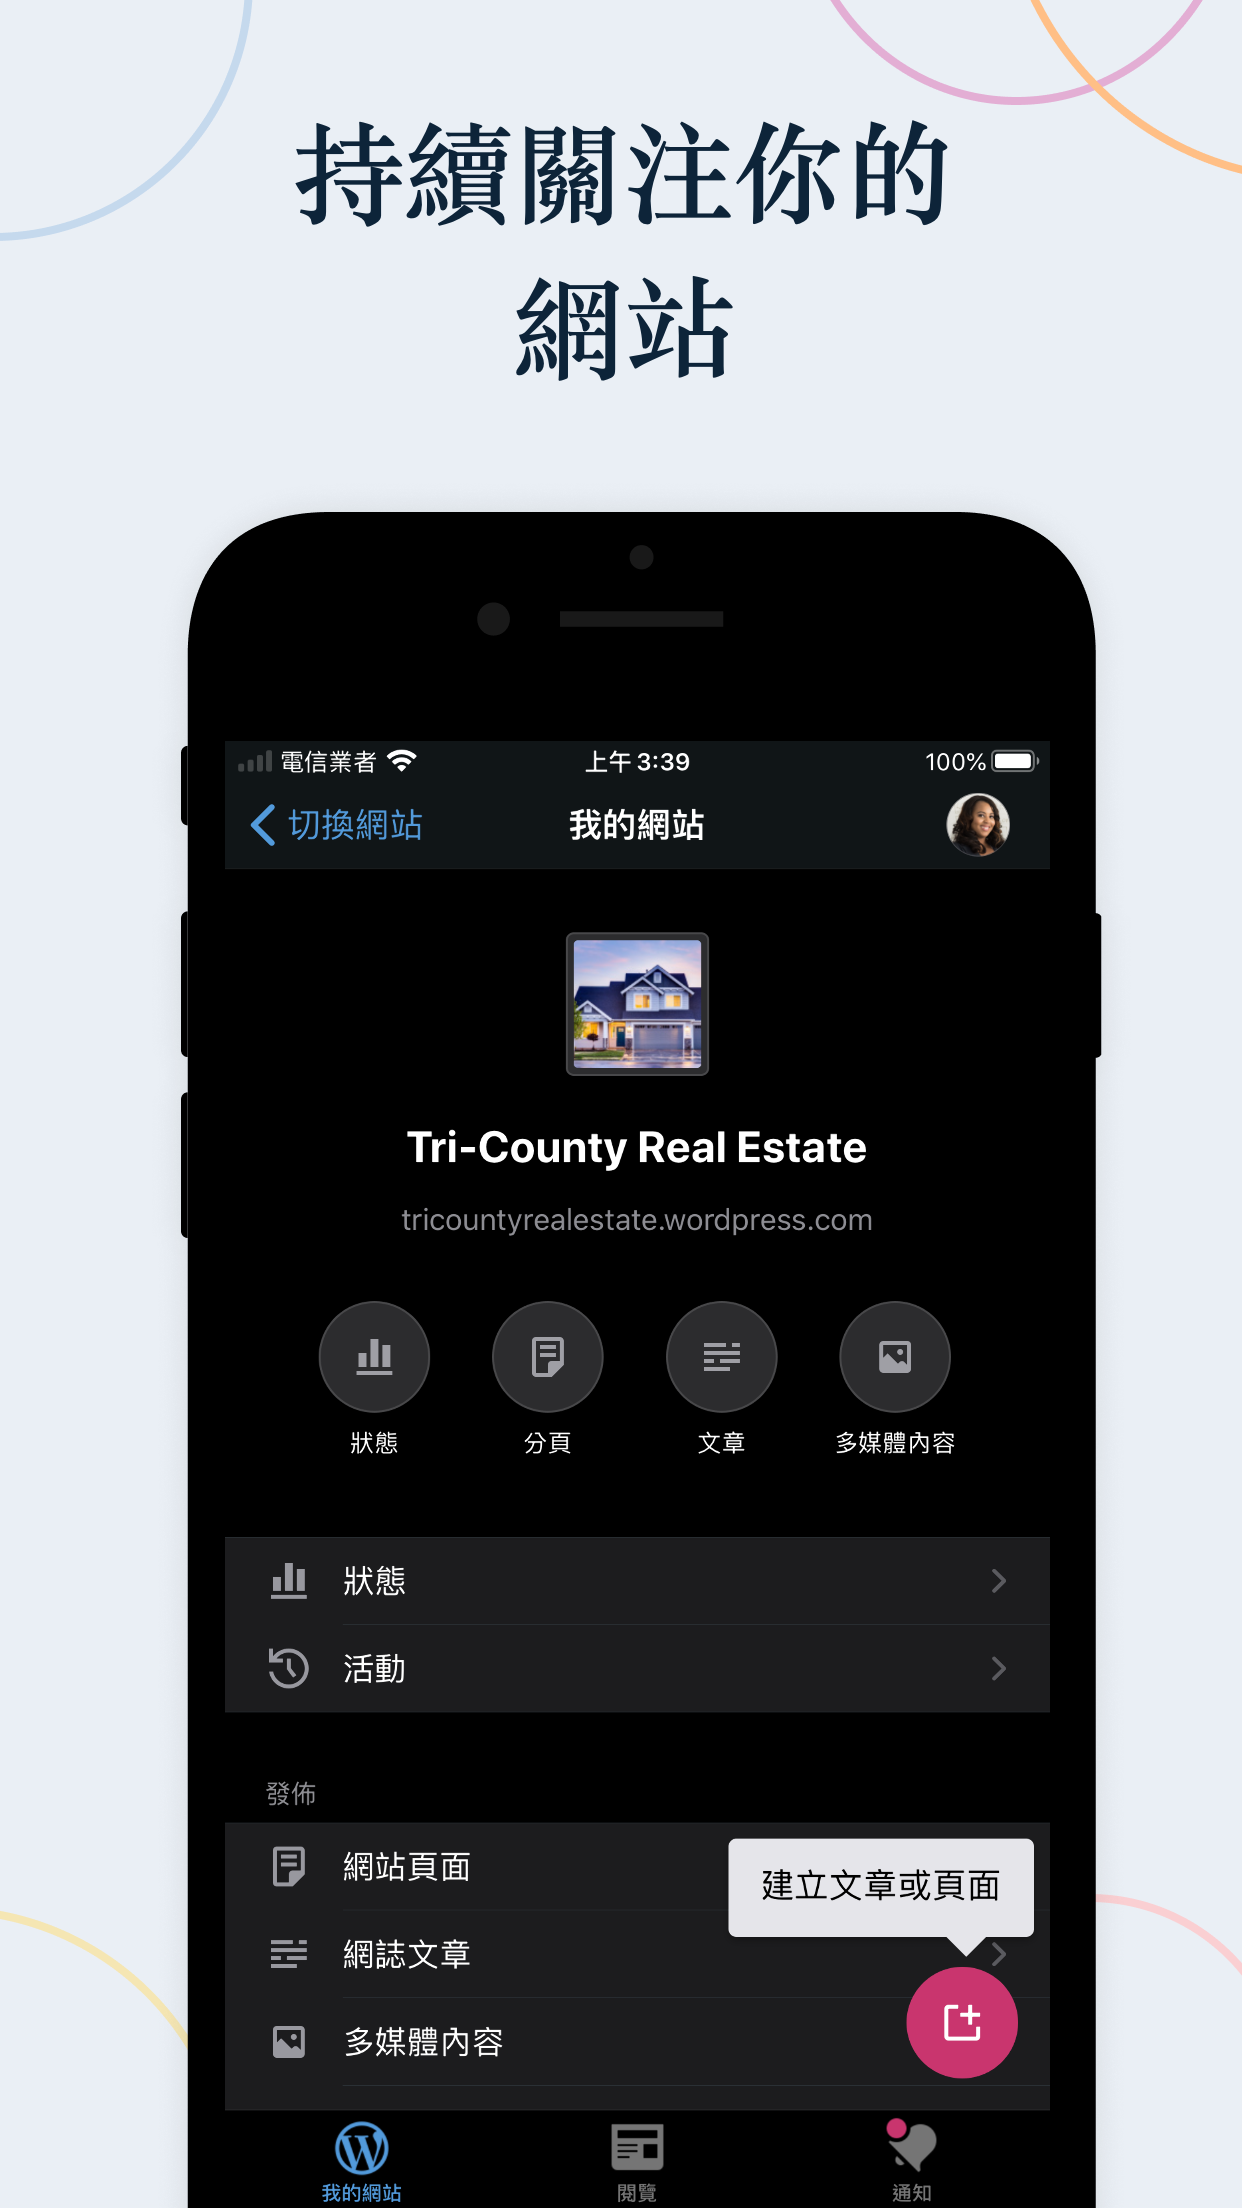 持續關注你的
網站
電信業者 上午 3:39 100%
切換網站 我的網站
Tri-County Real Estate
tricountyrealestate.wordpress.com
狀態 分頁 文章 多媒體內容
狀態
活動
發佈
網站頁面
建立文章或頁面
網誌文章
多媒體內容
我的網站 閱覽 通知